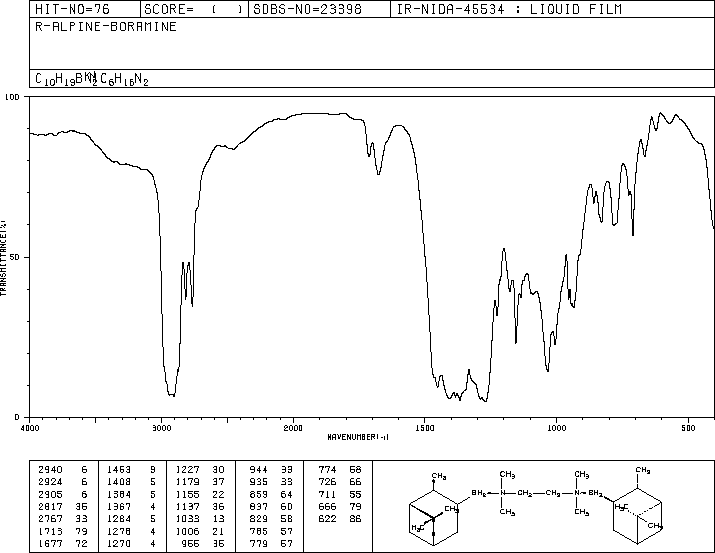 HIT-NO=76 SCORE= ( ) SDBS-NO=23398 IR-NIDA-45534 : LIQUID FILM
R-ALPINE-BORAMINE
100
50
0
TRANSMITTANCE(%)
4000 3000 2000 1500 1000 500
WAVENUMBER(-1)
2940 6 1463 9 1227 30 944 39 774 58
2924 6 1408 5 1179 37 935 33 726 66
2905 6 1384 5 1155 22 859 64 711 55
2817 35 1367 4 1137 36 837 60 666 79
2767 33 1284 5 1033 13 829 58 622 86
1713 79 1278 4 1006 21 785 57
1677 72 1270 4 966 36 779 57
CH₃ CH₃ CH₃ CH₃
BH₂ N CH₂ CH₂ N BH₂
CH₃ CH₃
H₃C CH₃ H₃C CH₃